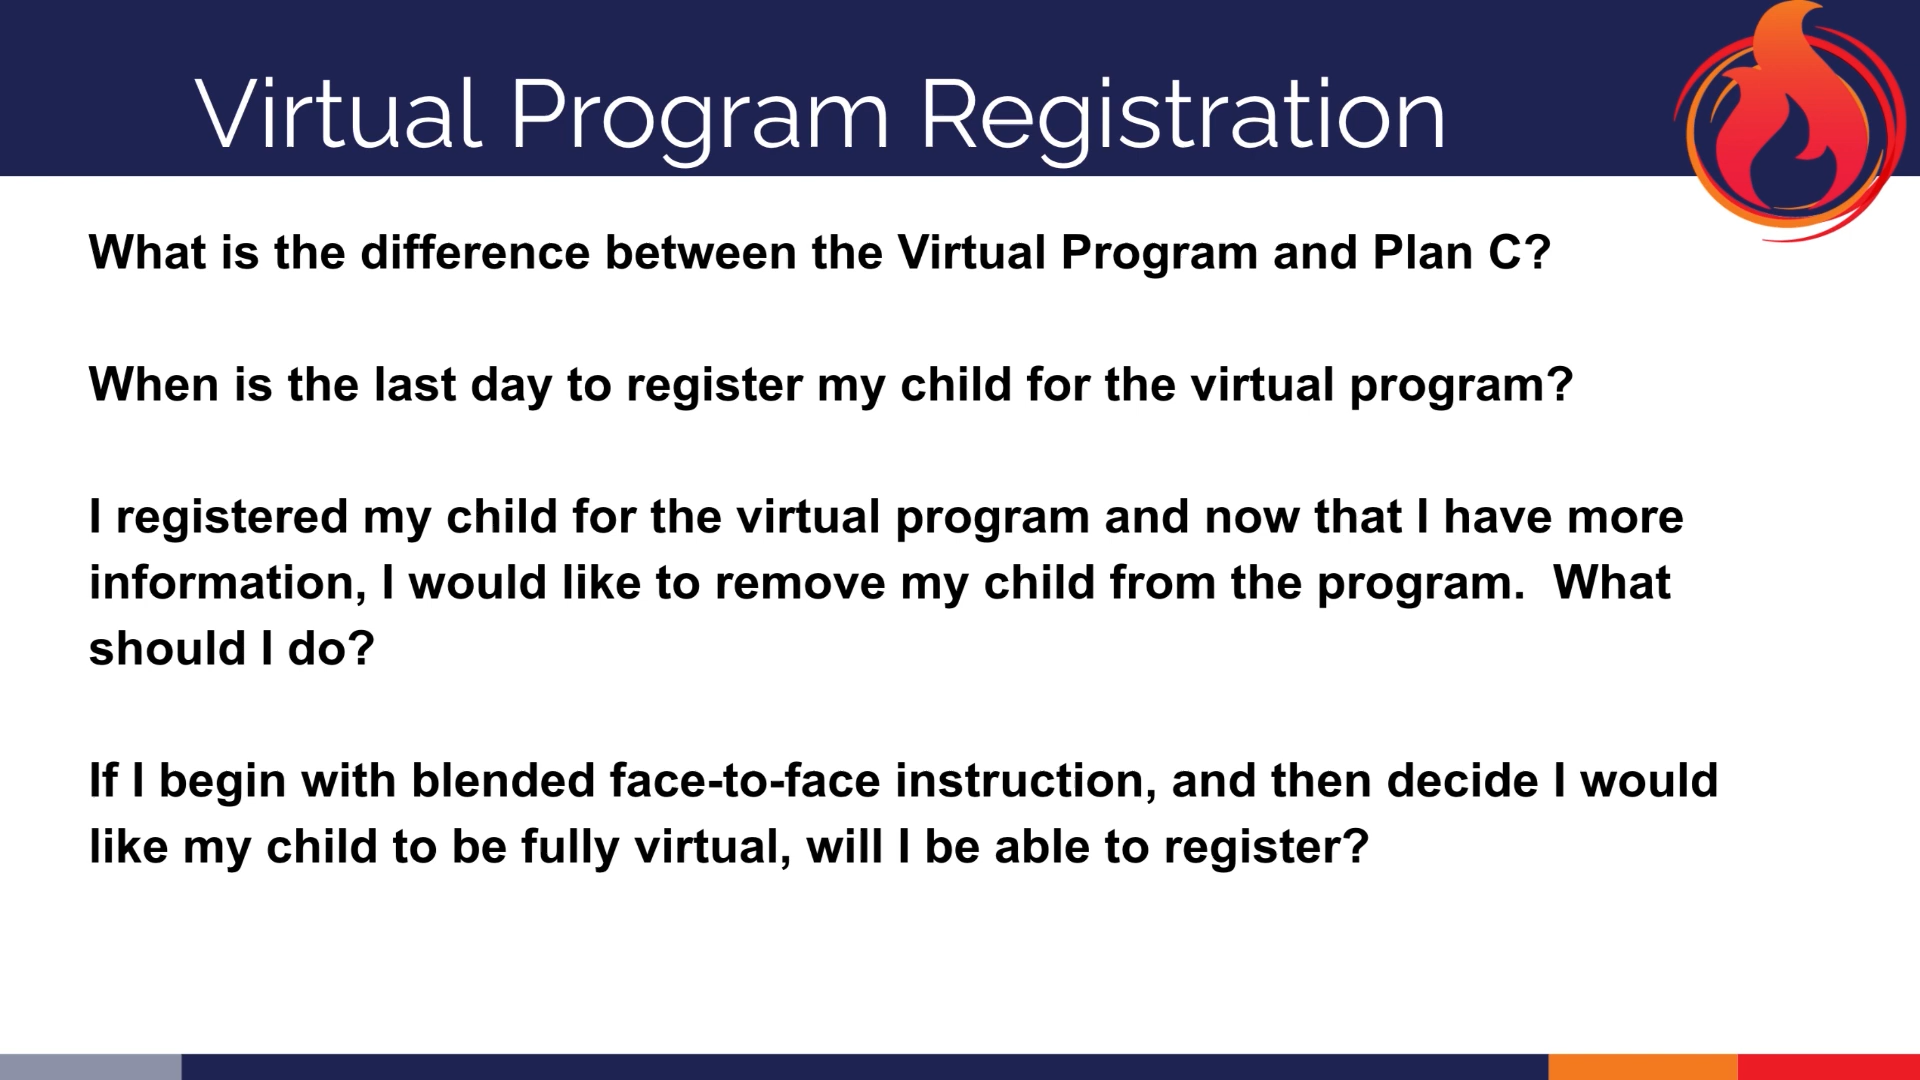 Virtual Program Registration
What is the difference between the Virtual Program and Plan C?
When is the last day to register my child for the virtual program?
I registered my child for the virtual program and now that I have more
information, I would like to remove my child from the program.  What
should I do?
If I begin with blended face-to-face instruction, and then decide I would
like my child to be fully virtual, will I be able to register?